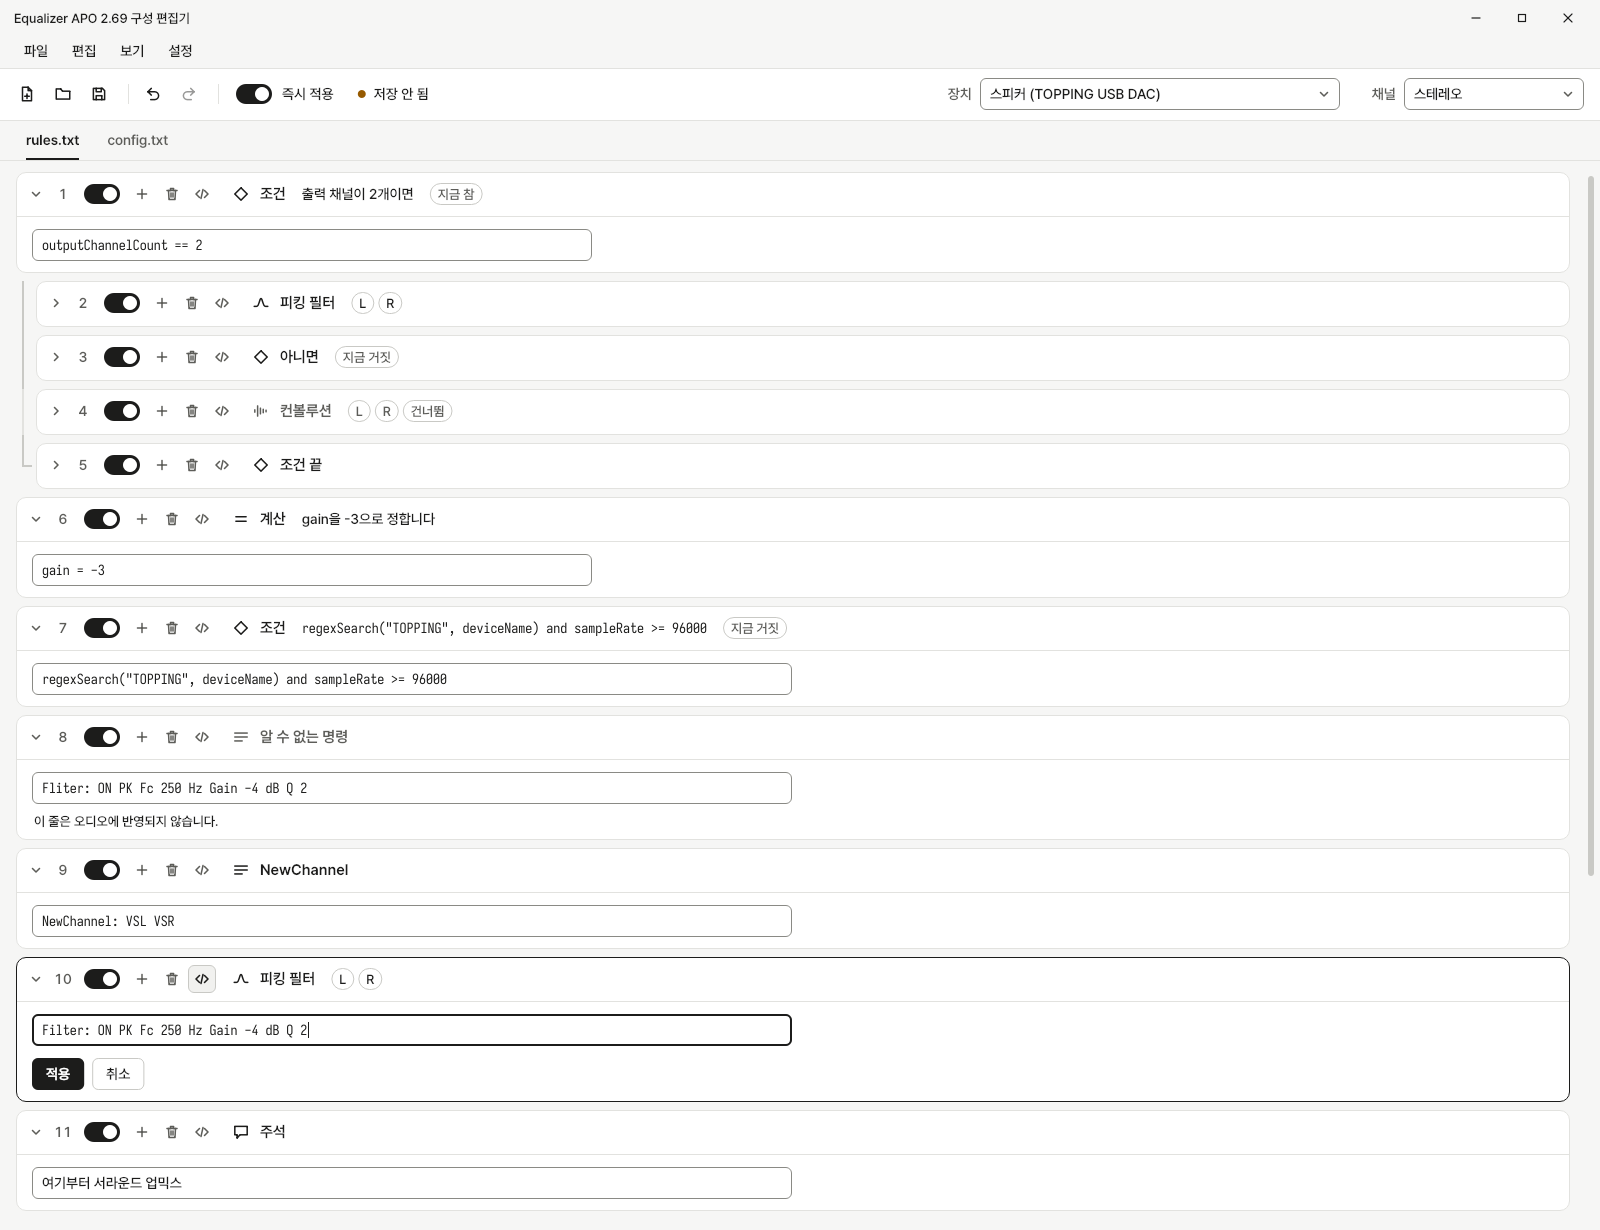 Equalizer APO 2.69 구성 편집기
파일 편집 보기 설정
즉시 적용 저장 안 됨 장치 스피커 (TOPPING USB DAC) 채널 스테레오
rules.txt config.txt
1 조건 출력 채널이 2개이면 지금 참
outputChannelCount == 2
2 피킹 필터 L R
3 아니면 지금 거짓
4 컨볼루션 L R 건너뜀
5 조건 끝
6 계산 gain을 -3으로 정합니다
gain = -3
7 조건 regexSearch("TOPPING", deviceName) and sampleRate >= 96000 지금 거짓
regexSearch("TOPPING", deviceName) and sampleRate >= 96000
8 알 수 없는 명령
Fliter: ON PK Fc 250 Hz Gain -4 dB Q 2
이 줄은 오디오에 반영되지 않습니다.
9 NewChannel
NewChannel: VSL VSR
10 피킹 필터 L R
Filter: ON PK Fc 250 Hz Gain -4 dB Q 2
적용 취소
11 주석
여기부터 서라운드 업믹스